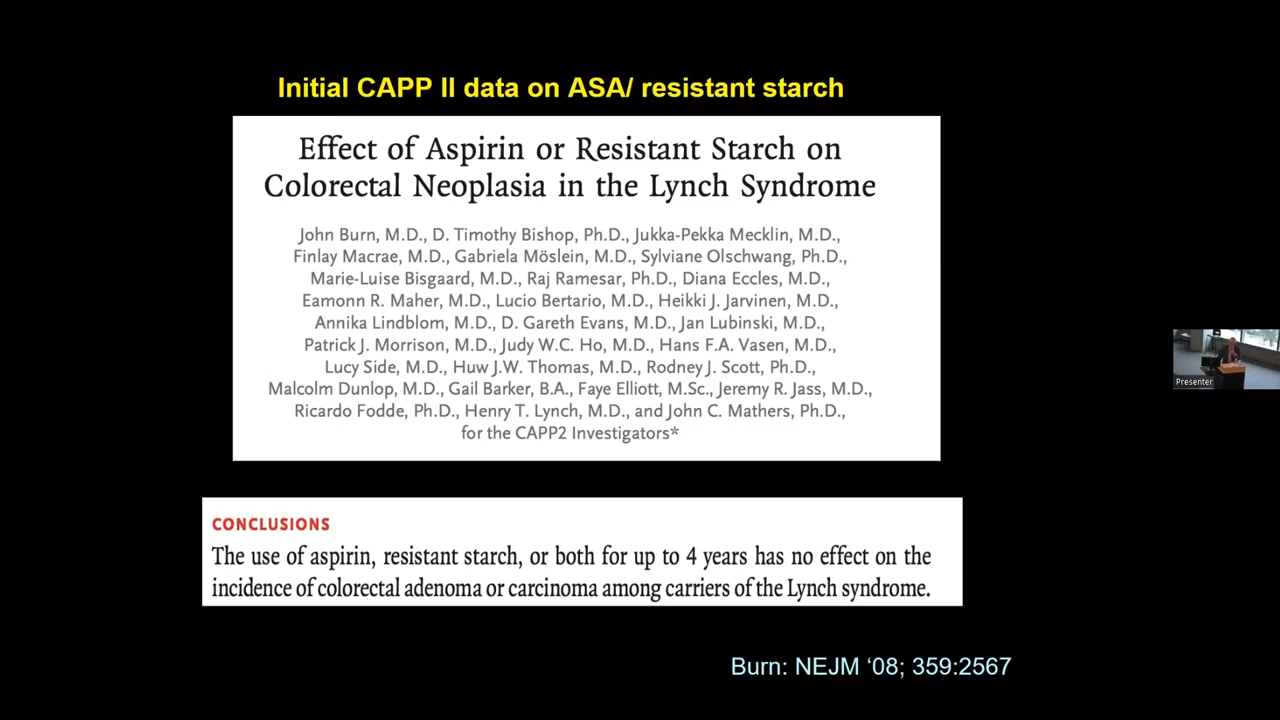 Initial CAPP II data on ASA/ resistant starch
Effect of Aspirin or Resistant Starch on
Colorectal Neoplasia in the Lynch Syndrome
John Burn, M.D., D. Timothy Bishop, Ph.D., Jukka-Pekka Mecklin, M.D.,
Finlay Macrae, M.D., Gabriela Möslein, M.D., Sylviane Olschwang, Ph.D.,
Marie-Luise Bisgaard, M.D., Raj Ramesar, Ph.D., Diana Eccles, M.D.,
Eamonn R. Maher, M.D., Lucio Bertario, M.D., Heikki J. Jarvinen, M.D.,
Annika Lindblom, M.D., D. Gareth Evans, M.D., Jan Lubinski, M.D.,
Patrick J. Morrison, M.D., Judy W.C. Ho, M.D., Hans F.A. Vasen, M.D.,
Lucy Side, M.D., Huw J.W. Thomas, M.D., Rodney J. Scott, Ph.D.,
Malcolm Dunlop, M.D., Gail Barker, B.A., Faye Elliott, M.Sc., Jeremy R. Jass, M.D.,
Ricardo Fodde, Ph.D., Henry T. Lynch, M.D., and John C. Mathers, Ph.D.,
for the CAPP2 Investigators*
Presenter
CONCLUSIONS
The use of aspirin, resistant starch, or both for up to 4 years has no effect on the
incidence of colorectal adenoma or carcinoma among carriers of the Lynch syndrome.
Burn: NEJM ‘08; 359:2567